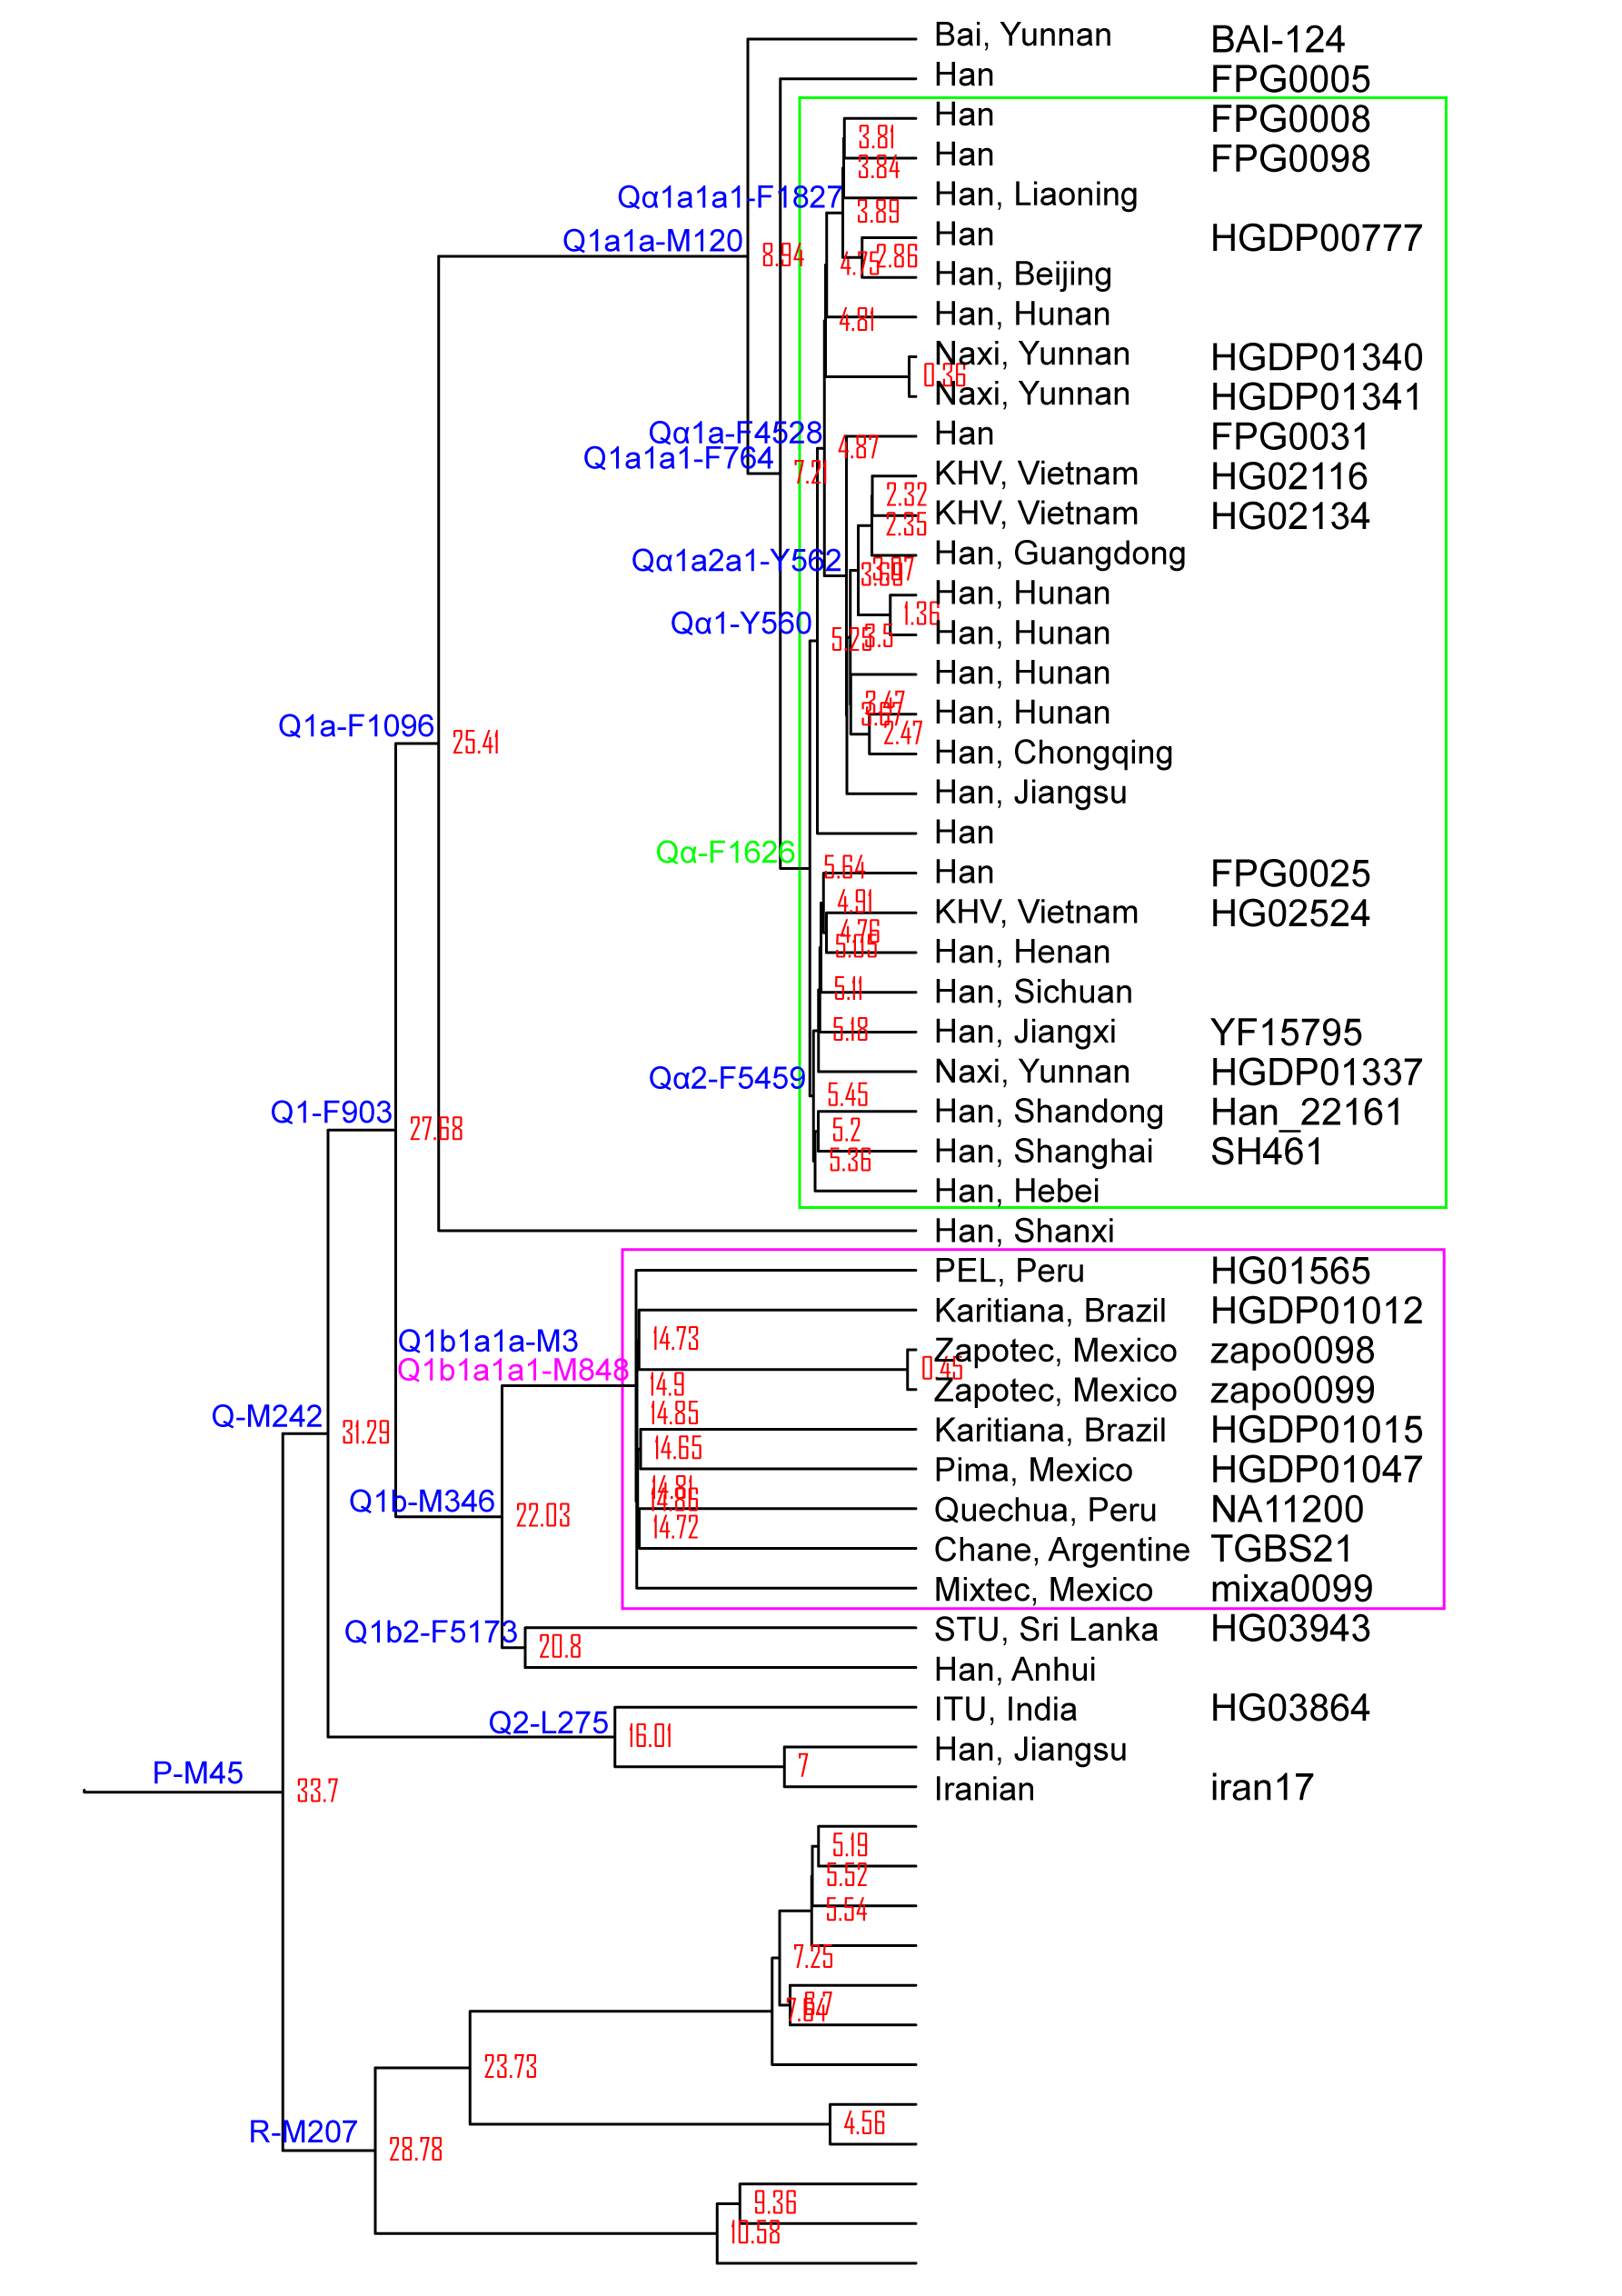 Bai, Yunnan BAI-124
Han FPG0005
Han FPG0008
3.81
Han FPG0098
3.84
Qα1a1a1-F1827 Han, Liaoning
3.89
Q1a1a-M120 Han HGDP00777
8.94 4.75 2.86
Han, Beijing
Han, Hunan
4.81
Naxi, Yunnan HGDP01340
0.36
Naxi, Yunnan HGDP01341
Qα1a-F4528 Han FPG0031
4.87
Q1a1a1-F764 7.21 KHV, Vietnam HG02116
2.32
KHV, Vietnam HG02134
2.35
Qα1a2a1-Y562 Han, Guangdong
Han, Hunan
1.36
Qα1-Y560 5.25 3.5 Han, Hunan
Han, Hunan
3.47
Q1a-F1096 Han, Hunan
25.41 2.47 Han, Chongqing
Han, Jiangsu
Han
Qα-F1626 5.64 Han FPG0025
4.91 KHV, Vietnam HG02524
4.76
5.05 Han, Henan
5.11 Han, Sichuan
5.18 Han, Jiangxi YF15795
Qα2-F5459 Naxi, Yunnan HGDP01337
5.45
Q1-F903 Han, Shandong Han_22161
27.68 5.2
Han, Shanghai SH461
5.36
Han, Hebei
Han, Shanxi
PEL, Peru HG01565
Karitiana, Brazil HGDP01012
Q1b1a1a-M3 14.73
Zapotec, Mexico zapo0098
Q1b1a1a1-M848 0.45
14.9 Zapotec, Mexico zapo0099
Q-M242 14.85
31.29 Karitiana, Brazil HGDP01015
14.65
Pima, Mexico HGDP01047
14.81
14.86
Q1b-M346 22.03 Quechua, Peru NA11200
14.72
Chane, Argentine TGBS21
Mixtec, Mexico mixa0099
Q1b2-F5173 STU, Sri Lanka HG03943
20.8
Han, Anhui
ITU, India HG03864
Q2-L275 16.01
Han, Jiangsu
7
P-M45 33.7 Iranian iran17
5.19
5.52
5.54
7.25
23.73
4.56
R-M207 28.78
9.36
10.58